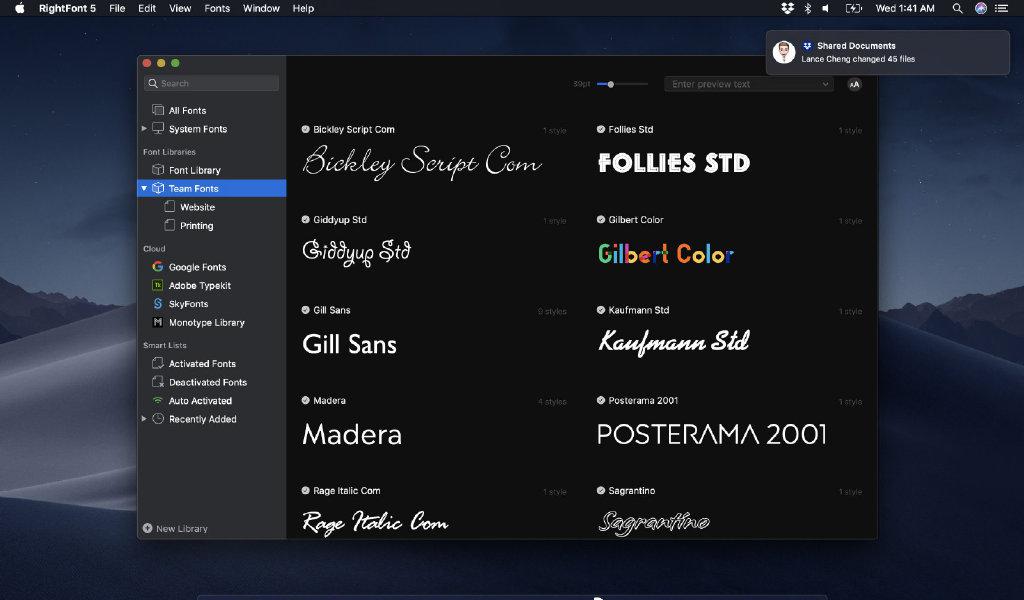 RightFont 5 File Edit View Fonts Window Help
Wed 1:41 AM
Shared Documents
Lance Cheng changed 45 files
Search
39pt
Enter preview text
AA
All Fonts
System Fonts
Font Libraries
Font Library
Team Fonts
Website
Printing
Cloud
Google Fonts
Tk
Adobe Typekit
SkyFonts
M
Monotype Library
Smart Lists
Activated Fonts
Deactivated Fonts
Auto Activated
Recently Added
New Library
Bickley Script Com
1 style
Bickley Script Com
Follies Std
1 style
FOLLIES STD
Giddyup Std
1 style
Giddyup Std
Gilbert Color
1 style
Gilbert Color
Gill Sans
9 styles
Gill Sans
Kaufmann Std
1 style
Kaufmann Std
Madera
4 styles
Madera
Posterama 2001
1 style
POSTERAMA 2001
Rage Italic Com
1 style
Rage Italic Com
Sagrantino
1 style
Sagrantino